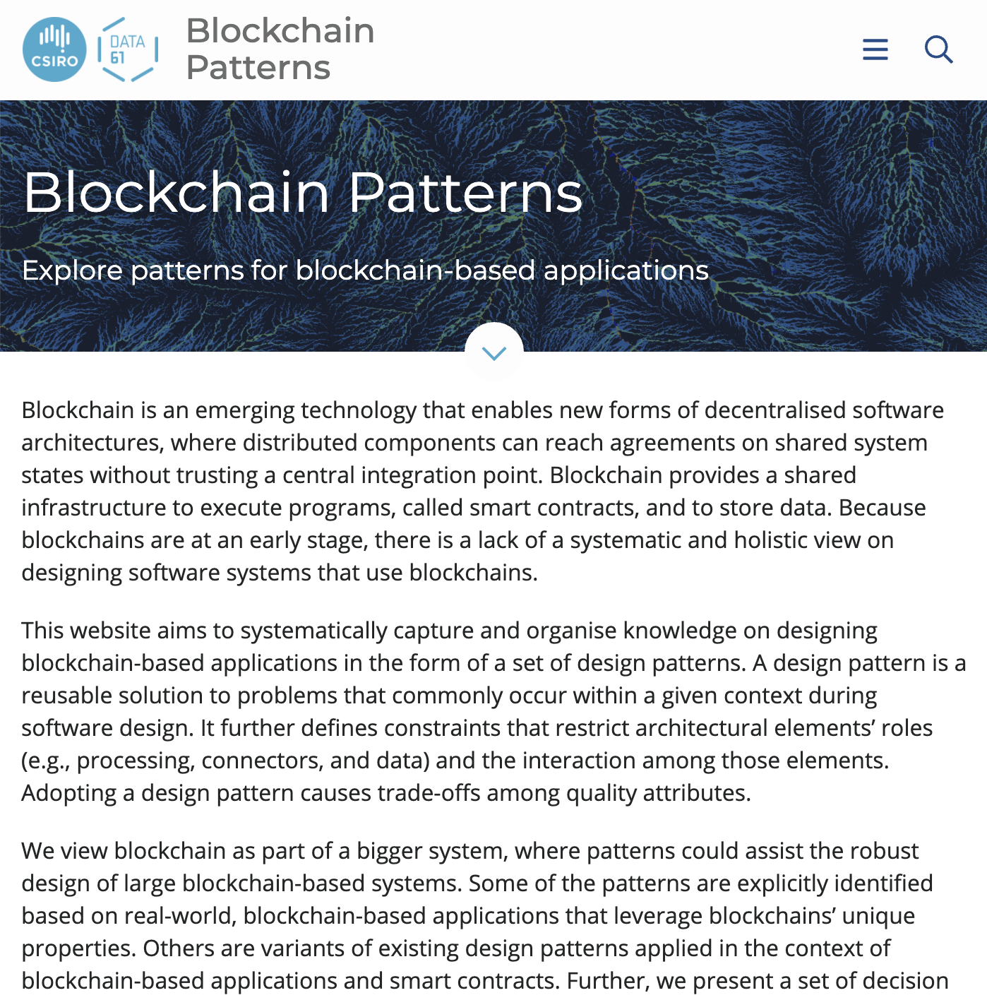 CSIRO
DATA
61
Blockchain
Patterns
Blockchain Patterns
Explore patterns for blockchain-based applications
Blockchain is an emerging technology that enables new forms of decentralised software
architectures, where distributed components can reach agreements on shared system
states without trusting a central integration point. Blockchain provides a shared
infrastructure to execute programs, called smart contracts, and to store data. Because
blockchains are at an early stage, there is a lack of a systematic and holistic view on
designing software systems that use blockchains.
This website aims to systematically capture and organise knowledge on designing
blockchain-based applications in the form of a set of design patterns. A design pattern is a
reusable solution to problems that commonly occur within a given context during
software design. It further defines constraints that restrict architectural elements’ roles
(e.g., processing, connectors, and data) and the interaction among those elements.
Adopting a design pattern causes trade-offs among quality attributes.
We view blockchain as part of a bigger system, where patterns could assist the robust
design of large blockchain-based systems. Some of the patterns are explicitly identified
based on real-world, blockchain-based applications that leverage blockchains’ unique
properties. Others are variants of existing design patterns applied in the context of
blockchain-based applications and smart contracts. Further, we present a set of decision